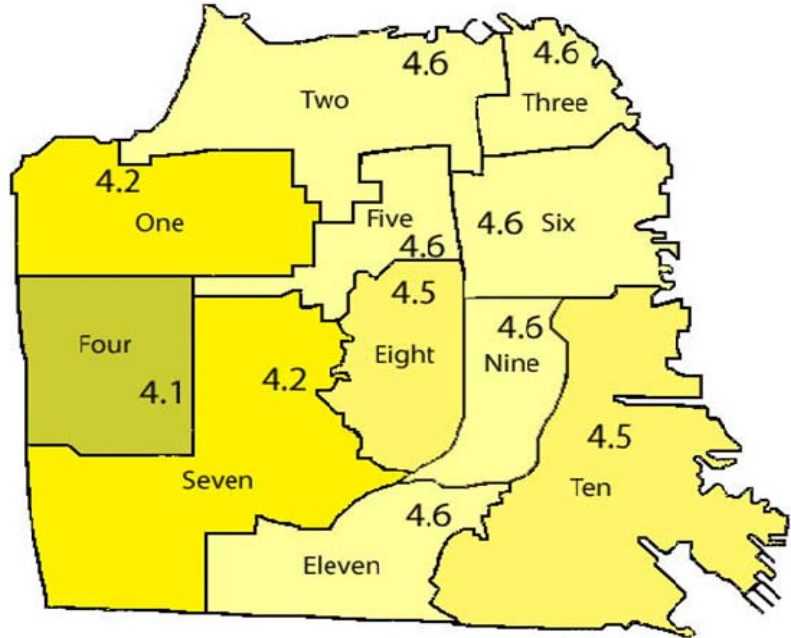 4.6
Two
4.6
Three
4.2
One
Five
4.6
4.6 Six
4.5
Eight
4.6
Nine
Four
4.1
4.2
Seven
4.5
Ten
4.6
Eleven